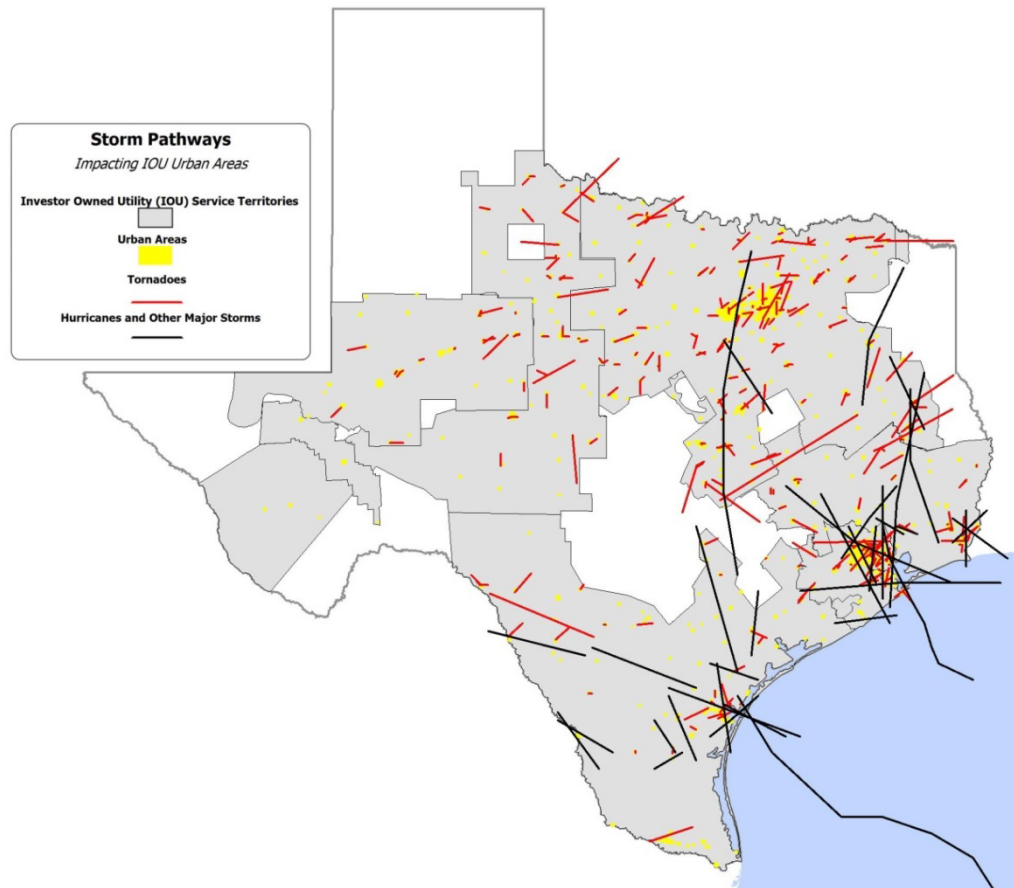 Storm Pathways
Impacting IOU Urban Areas
Investor Owned Utility (IOU) Service Territories
Urban Areas
Tornadoes
Hurricanes and Other Major Storms